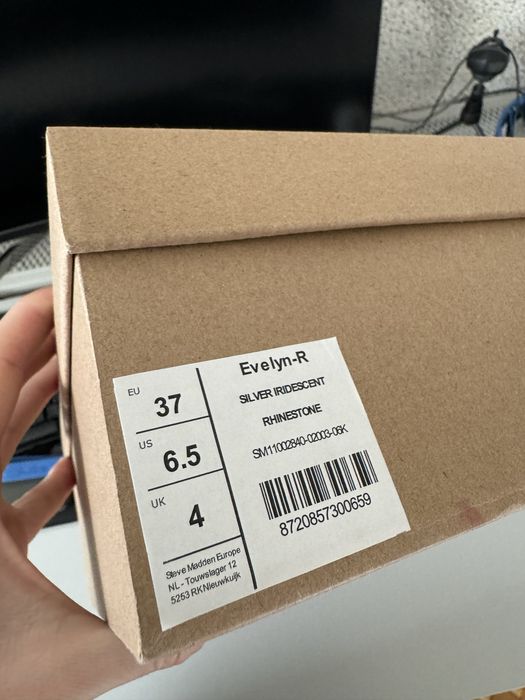 EU
37
US
6.5
UK
4
Steve Madden Europe
NL - Touwslager 12
5253 RK Nieuwkuijk
Evelyn-R
SILVER IRIDESCENT
RHINESTONE
SM11002840-02003-06K
8720857300659